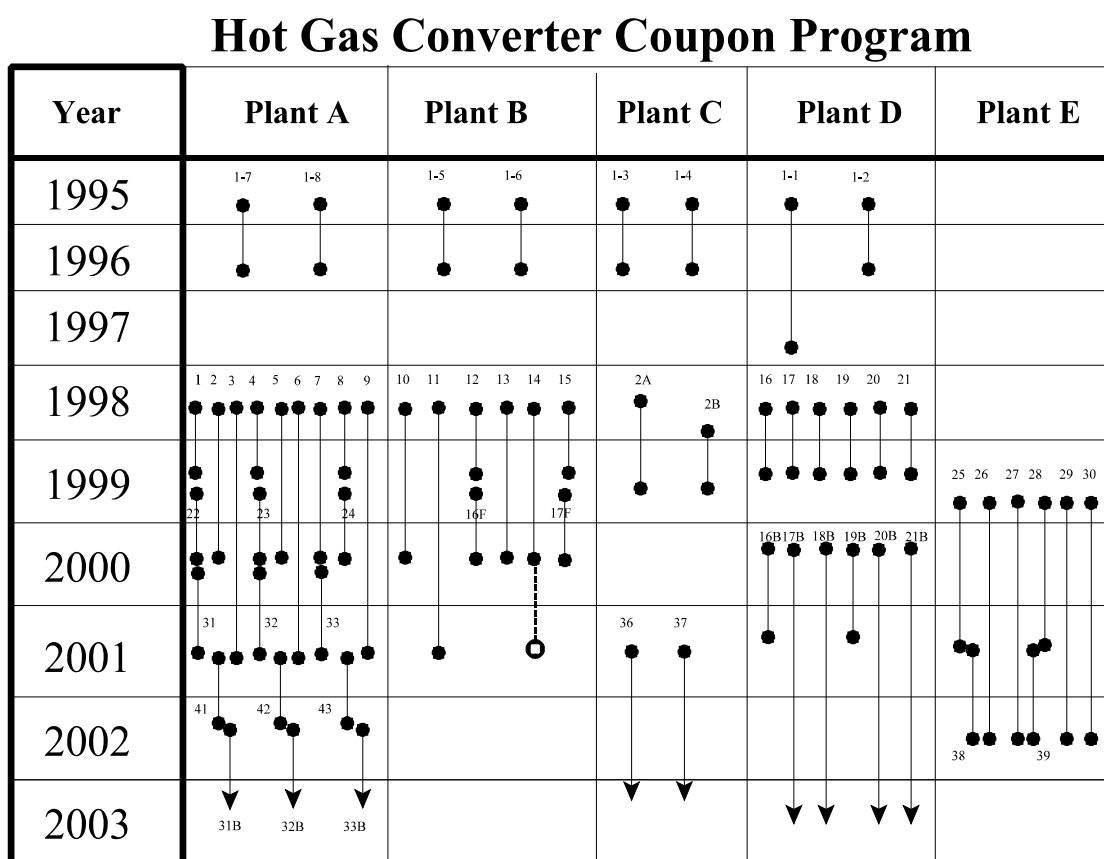 Hot Gas Converter Coupon Program
Year Plant A Plant B Plant C Plant D Plant E
1995
1-7 1-8 1-5 1-6 1-3 1-4 1-1 1-2
1996
1997
1998
1 2 3 4 5 6 7 8 9 10 11 12 13 14 15 2A 16 17 18 19 20 21
2B
1999
25 26 27 28 29 30
22 23 24 16F 17F
2000
16B 17B 18B 19B 20B 21B
2001
31 32 33 36 37
2002
41 42 43
38 39
2003
31B 32B 33B